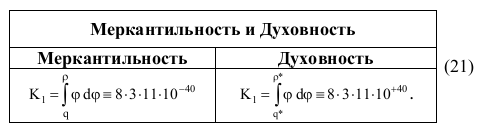 Меркантильность и Духовность
Меркантильность Духовность
K₁ = ∫_q^ρ φ dφ ≡ 8·3·11·10⁻⁴⁰ K₁ = ∫_{q*}^{ρ*} φ dφ ≡ 8·3·11·10⁺⁴⁰.
(21)